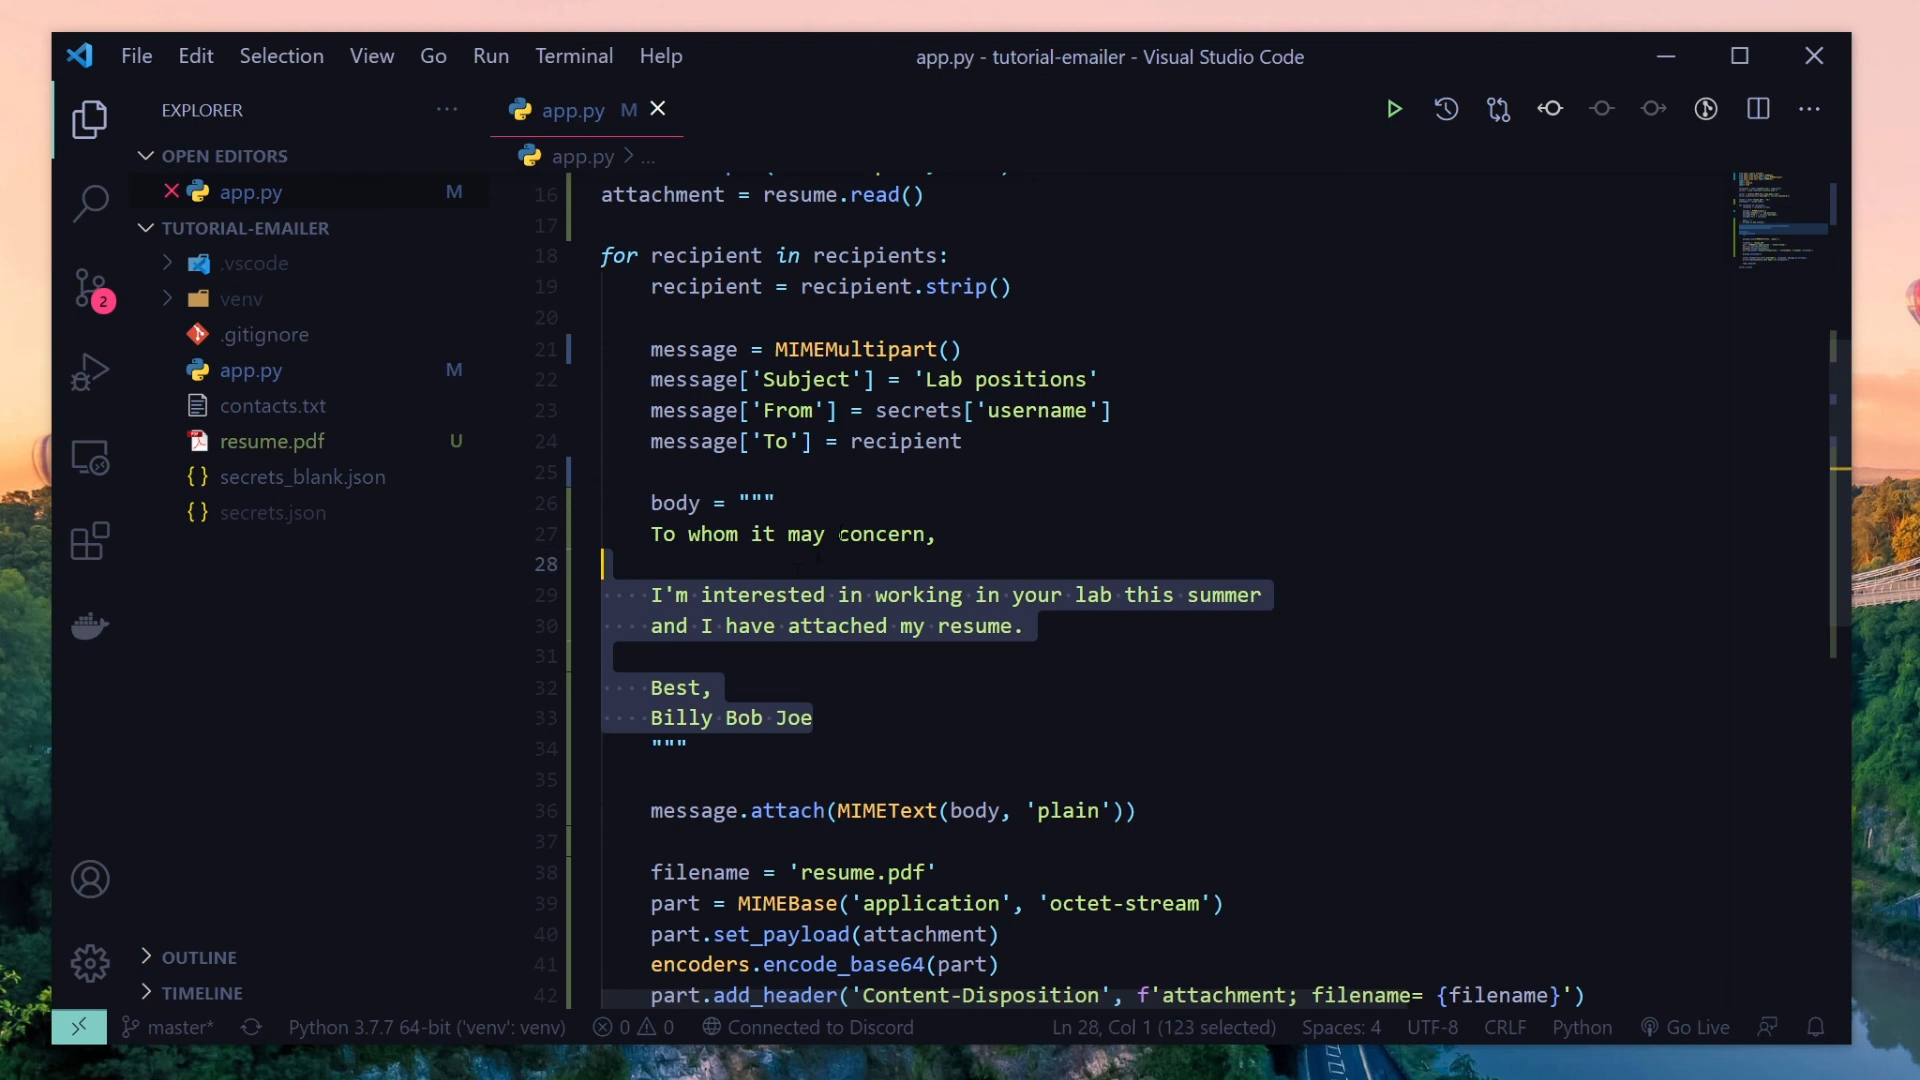 File Edit Selection View Go Run Terminal Help app.py - tutorial-emailer - Visual Studio Code
EXPLORER
OPEN EDITORS
app.py M
TUTORIAL-EMAILER
.vscode
venv
.gitignore
app.py M
contacts.txt
resume.pdf U
secrets_blank.json
secrets.json
OUTLINE
TIMELINE
2
app.py M
app.py > ...
16 attachment = resume.read()
17
18 for recipient in recipients:
19 recipient = recipient.strip()
20
21 message = MIMEMultipart()
22 message['Subject'] = 'Lab positions'
23 message['From'] = secrets['username']
24 message['To'] = recipient
25
26 body = """
27 To whom it may concern,
28
29 I'm interested in working in your lab this summer
30 and I have attached my resume.
31
32 Best,
33 Billy Bob Joe
34 """
35
36 message.attach(MIMEText(body, 'plain'))
37
38 filename = 'resume.pdf'
39 part = MIMEBase('application', 'octet-stream')
40 part.set_payload(attachment)
41 encoders.encode_base64(part)
42 part.add_header('Content-Disposition', f'attachment; filename= {filename}')
master* Python 3.7.7 64-bit ('venv': venv) 0 0 Connected to Discord Ln 28, Col 1 (123 selected) Spaces: 4 UTF-8 CRLF Python Go Live